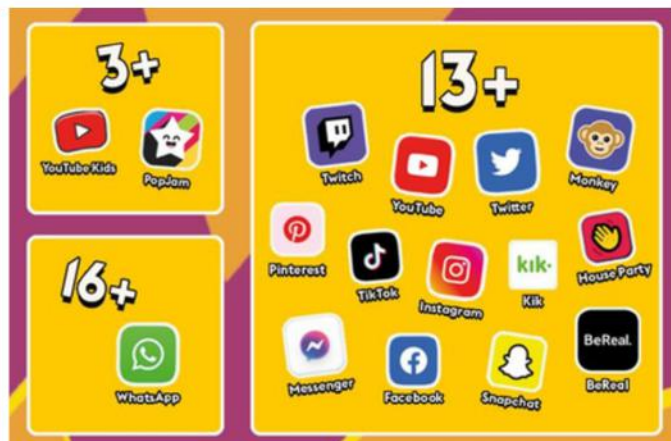 3+
YouTube Kids
PopJam
16+
WhatsApp
13+
Twitch
YouTube
Twitter
Monkey
Pinterest
TikTok
Instagram
kik·
Kik
House Party
Messenger
Facebook
Snapchat
BeReal.
BeReal